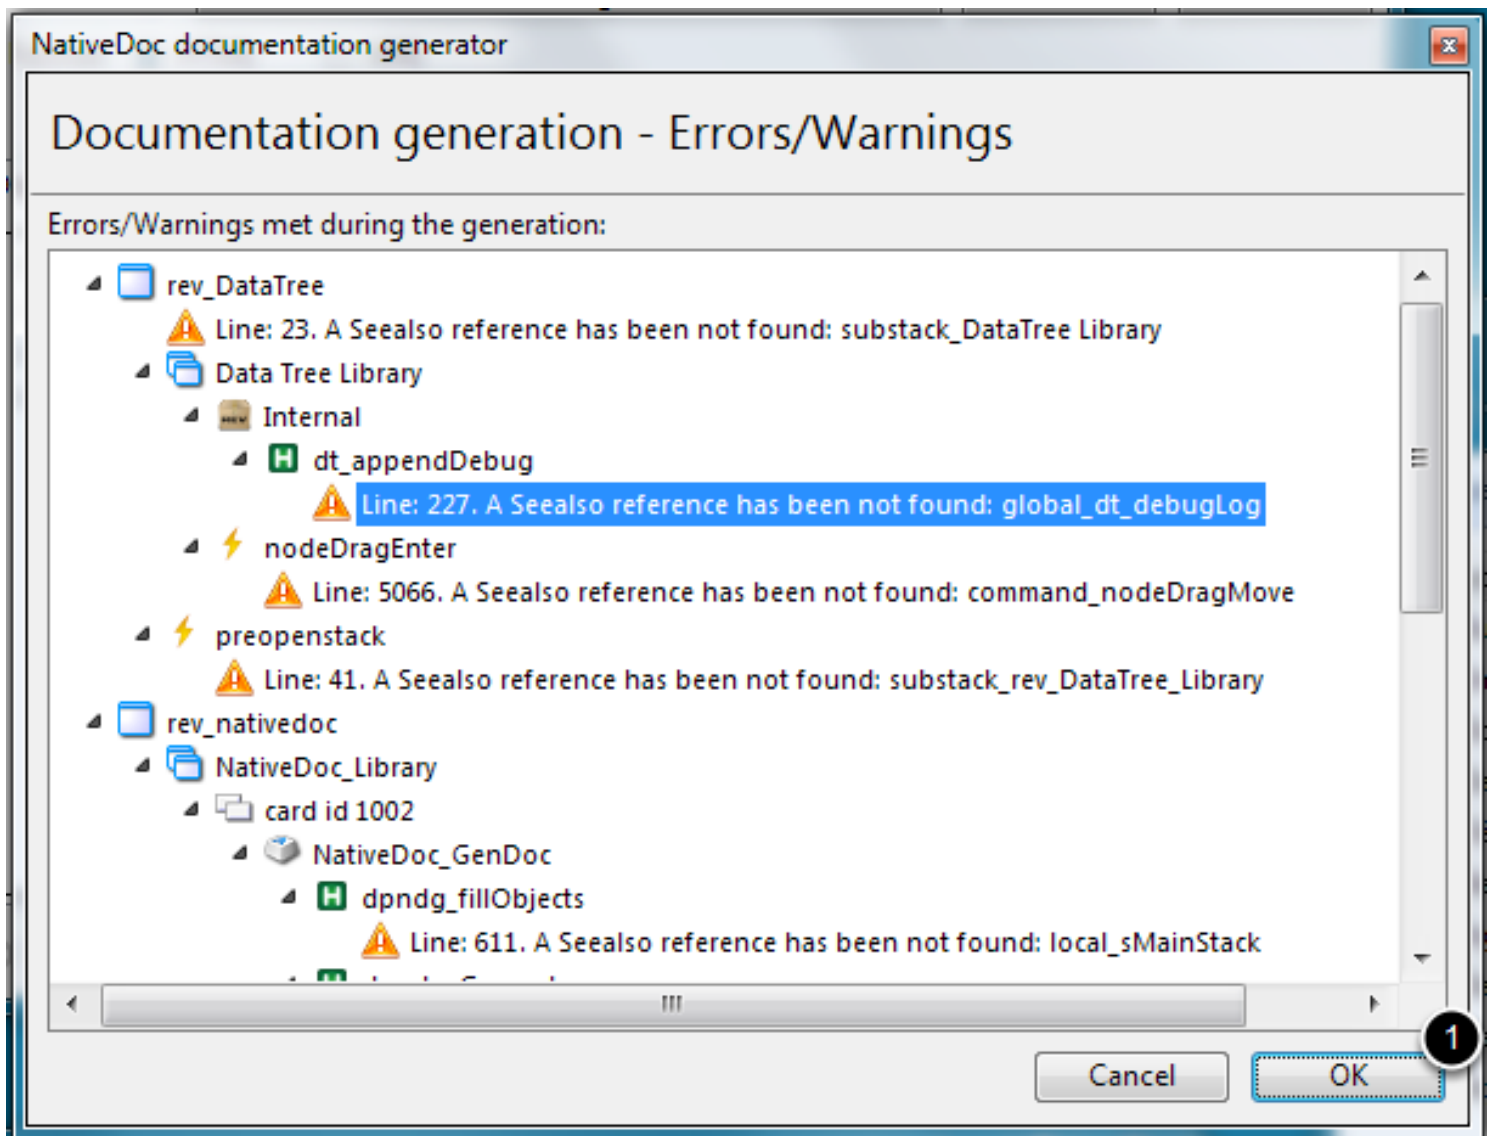 NativeDoc documentation generator
Documentation generation - Errors/Warnings
Errors/Warnings met during the generation:
rev_DataTree
Line: 23. A Seealso reference has been not found: substack_DataTree Library
Data Tree Library
Internal
dt_appendDebug
Line: 227. A Seealso reference has been not found: global_dt_debugLog
nodeDragEnter
Line: 5066. A Seealso reference has been not found: command_nodeDragMove
preopenstack
Line: 41. A Seealso reference has been not found: substack_rev_DataTree_Library
rev_nativedoc
NativeDoc_Library
card id 1002
NativeDoc_GenDoc
dpndg_fillObjects
Line: 611. A Seealso reference has been not found: local_sMainStack
1
Cancel
OK